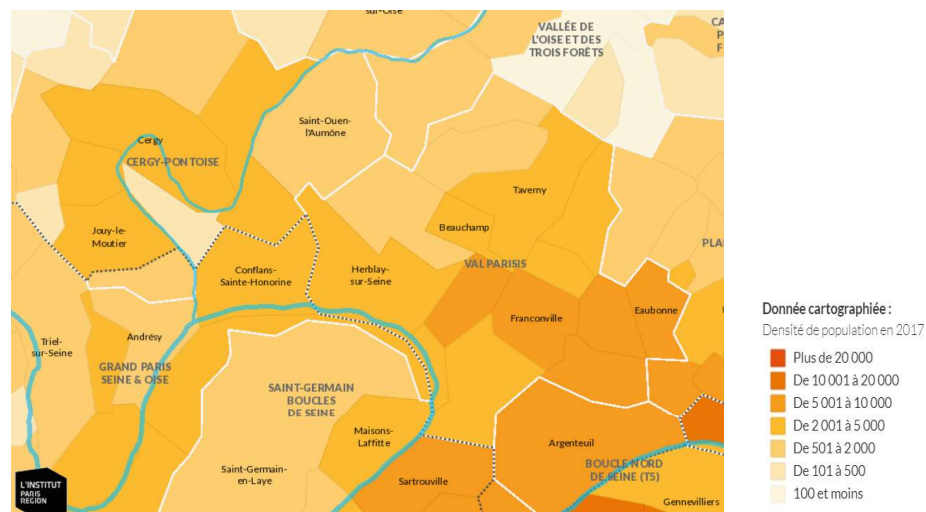 sur-Oise
VALLÉE DE
L'OISE ET DES
TROIS FORÊTS
CA
P
F
Saint-Ouen-
l'Aumône
Cergy
CERGY-PONTOISE
Taverny
Jouy-le-
Moutier
Beauchamp
PLAI
VAL PARISIS
Conflans-
Sainte-Honorine
Herblay-
sur-Seine
Franconville
Eaubonne
Triel-
sur-Seine
Andrésy
GRAND PARIS
SEINE & OISE
SAINT-GERMAIN
BOUCLES
DE SEINE
Maisons-
Laffitte
Argenteuil
BOUCLE NORD
DE SEINE (T5)
Saint-Germain-
en-Laye
Sartrouville
Gennevilliers
L'INSTITUT
PARIS
REGION
Donnée cartographiée :
Densité de population en 2017
Plus de 20 000
De 10 001 à 20 000
De 5 001 à 10 000
De 2 001 à 5 000
De 501 à 2 000
De 101 à 500
100 et moins